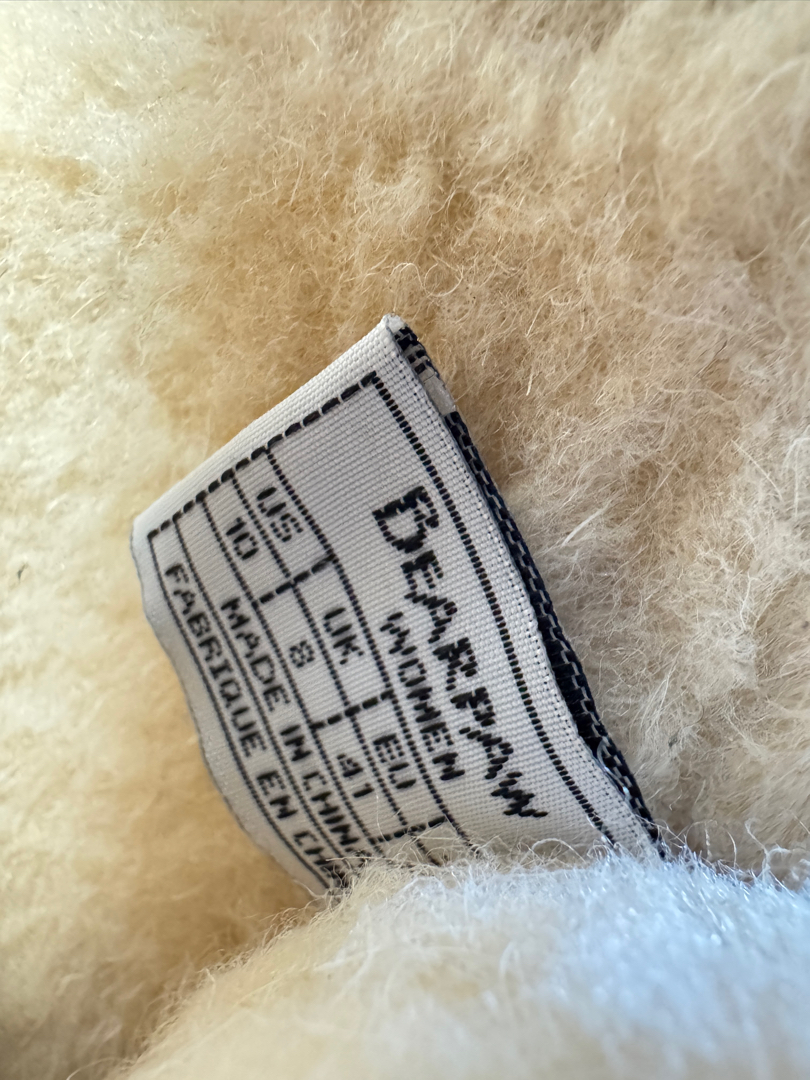 BEARPAW
WOMEN
US UK EU
10 8 41
MADE IN CHINA
FABRIQUE EN